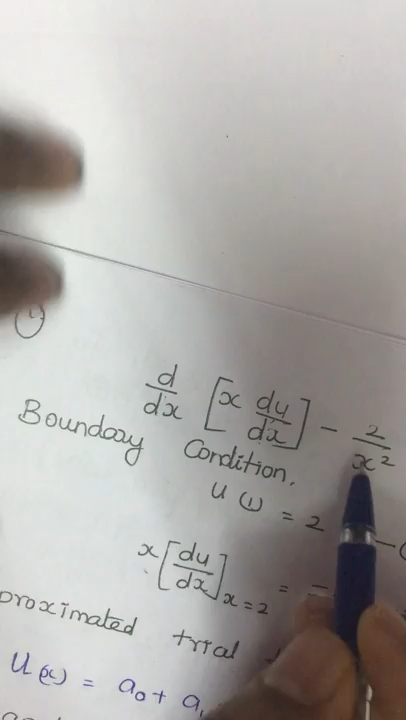 d/dx [x du/dx] - 2/x²
Boundary Condition.
u(1) = 2
x[du/dx]x=2 = -
proximated trial
U(x) = a₀ + a₁